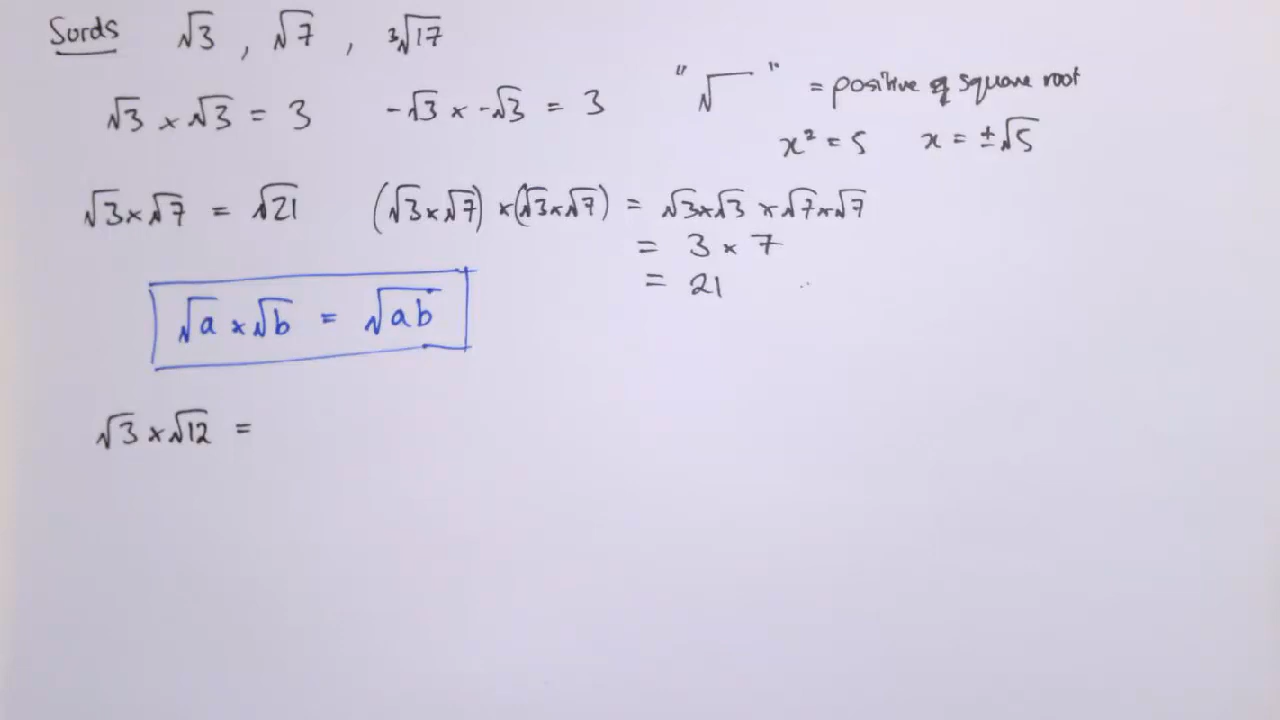 Surds √3 , √7 , ³√17
√3 × √3 = 3 -√3 × -√3 = 3 "√‾" = positive of square root
x² = 5 x = ±√5
√3 × √7 = √21 (√3 × √7) × (√3 × √7) = √3 × √3 × √7 × √7
= 3 × 7
= 21
√a × √b = √ab
√3 × √12 =